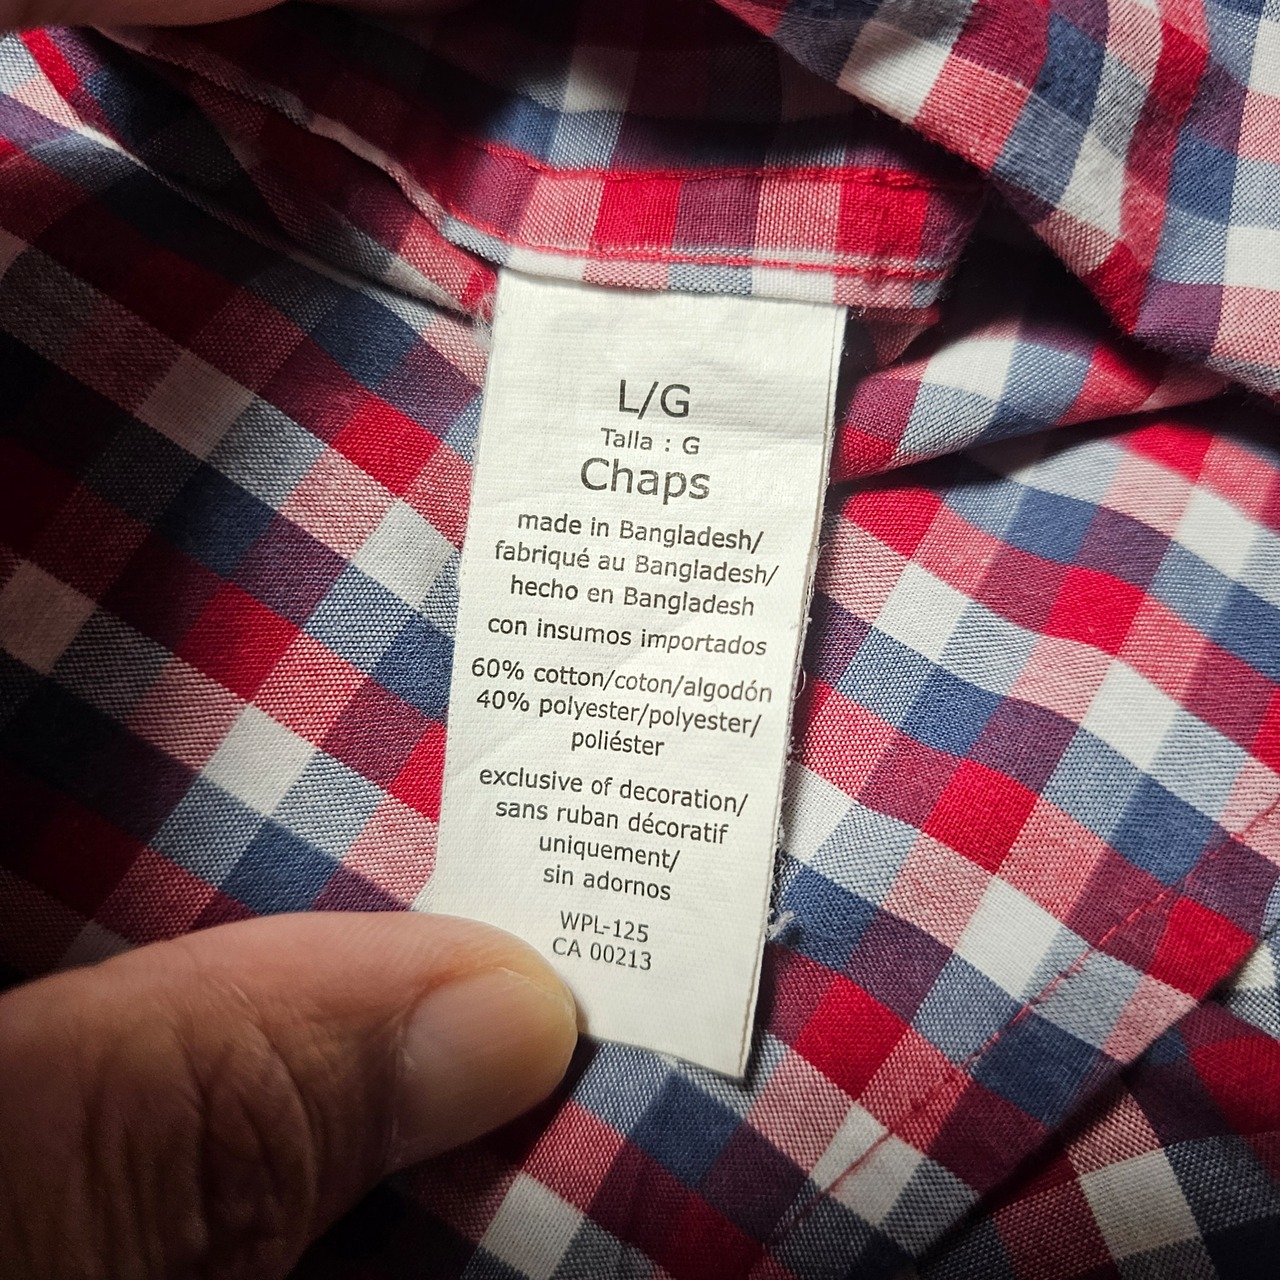 L/G
Talla : G
Chaps
made in Bangladesh/
fabriqué au Bangladesh/
hecho en Bangladesh
con insumos importados
60% cotton/coton/algodón
40% polyester/polyester/
poliéster
exclusive of decoration/
sans ruban décoratif
uniquement/
sin adornos
WPL-125
CA 00213